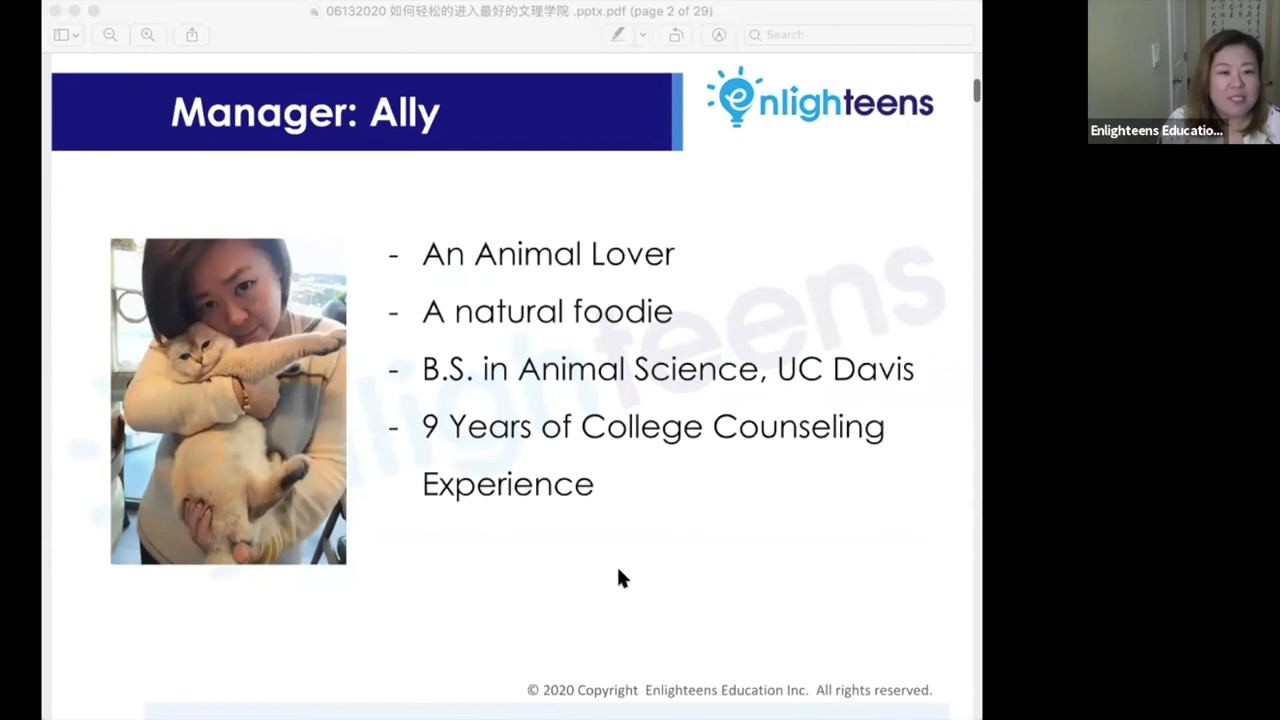 06132020 如何轻松的进入最好的文理学院 .pptx.pdf (page 2 of 29)
Search
Manager: Ally
enlighteens
Enlighteens Educatio...
- An Animal Lover
- A natural foodie
- B.S. in Animal Science, UC Davis
- 9 Years of College Counseling
Experience
enlighteens
© 2020 Copyright Enlighteens Education Inc. All rights reserved.